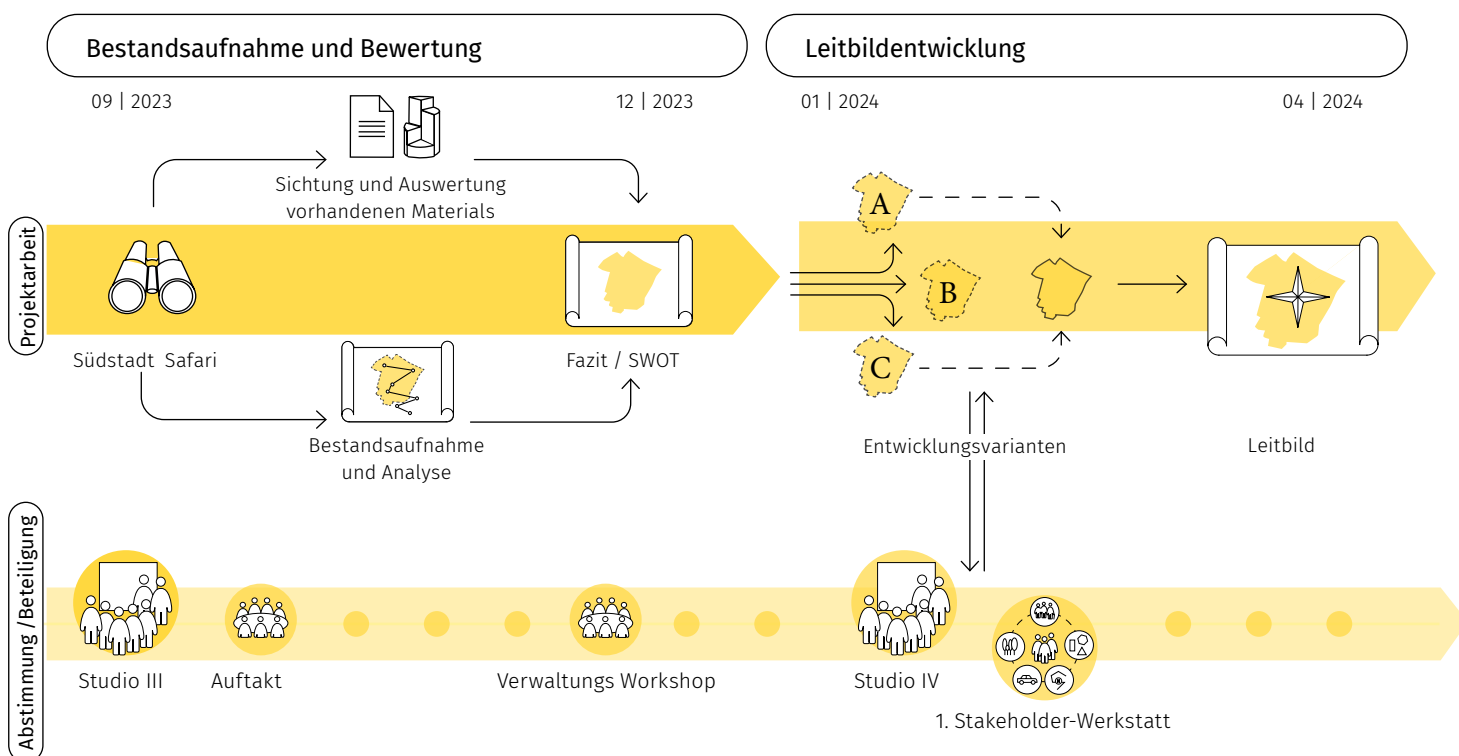 Bestandsaufnahme und Bewertung
Leitbildentwicklung
09 | 2023
12 | 2023
01 | 2024
04 | 2024
Sichtung und Auswertung
vorhandenen Materials
Projektarbeit
A
B
C
Südstadt Safari
Fazit / SWOT
Bestandsaufnahme
und Analyse
Entwicklungsvarianten
Leitbild
Abstimmung /Beteiligung
Studio III
Auftakt
Verwaltungs Workshop
Studio IV
1. Stakeholder-Werkstatt